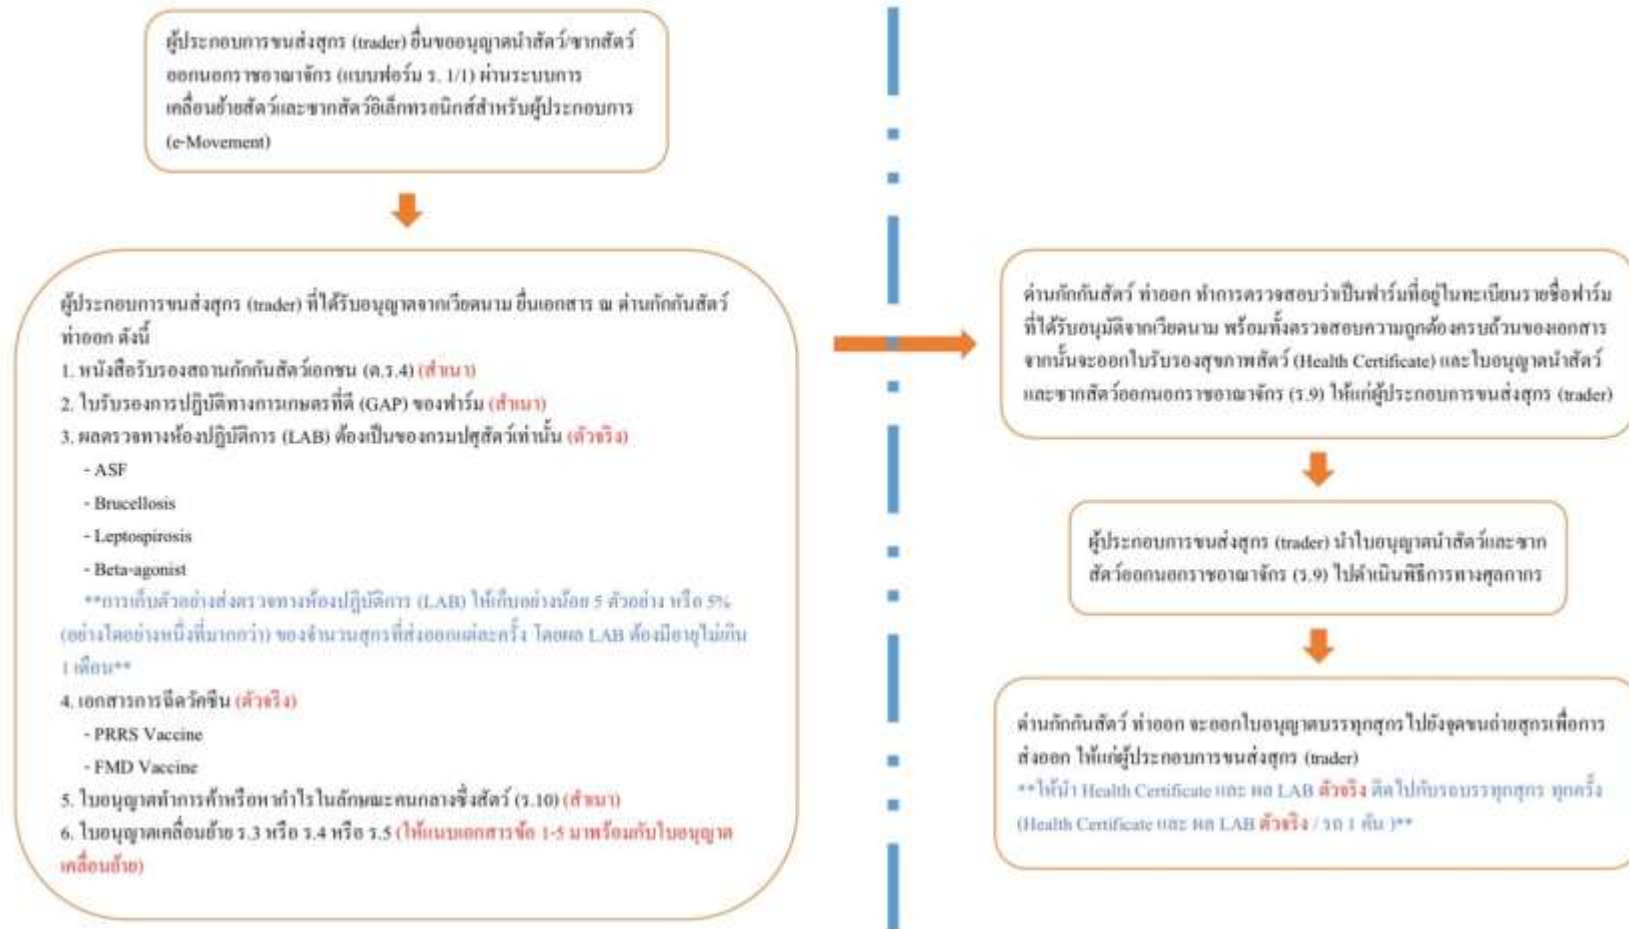 ผู้ประกอบการขนส่งสุกร (trader) ยื่นขออนุญาตนำสัตว์/ซากสัตว์
ออกนอกราชอาณาจักร (แบบฟอร์ม ร. 1/1) ผ่านระบบการ
เคลื่อนย้ายสัตว์และซากสัตว์อิเล็กทรอนิกส์สำหรับผู้ประกอบการ
(e-Movement)
ผู้ประกอบการขนส่งสุกร (trader) ที่ได้รับอนุญาตจากเวียดนาม ยื่นเอกสาร ณ ด่านกักกันสัตว์
ท่าออก ดังนี้
1. หนังสือรับรองสถานกักกันสัตว์เอกชน (ต.ร.4) (สำเนา)
2. ใบรับรองการปฏิบัติทางการเกษตรที่ดี (GAP) ของฟาร์ม (สำเนา)
3. ผลตรวจทางห้องปฏิบัติการ (LAB) ต้องเป็นของกรมปศุสัตว์เท่านั้น (ตัวจริง)
- ASF
- Brucellosis
- Leptospirosis
- Beta-agonist
**การเก็บตัวอย่างส่งตรวจทางห้องปฏิบัติการ (LAB) ให้เก็บอย่างน้อย 5 ตัวอย่าง หรือ 5%
(อย่างใดอย่างหนึ่งที่มากกว่า) ของจำนวนสุกรที่ส่งออกแต่ละครั้ง โดยผล LAB ต้องมีอายุไม่เกิน
1 เดือน**
4. เอกสารการฉีดวัคซีน (ตัวจริง)
- PRRS Vaccine
- FMD Vaccine
5. ใบอนุญาตทำการค้าหรือหากำไรในลักษณะคนกลางซึ่งสัตว์ (ร.10) (สำเนา)
6. ใบอนุญาตเคลื่อนย้าย ร.3 หรือ ร.4 หรือ ร.5 (ให้แนบเอกสารข้อ 1-5 มาพร้อมกับใบอนุญาต
เคลื่อนย้าย)
ด่านกักกันสัตว์ ท่าออก ทำการตรวจสอบว่าเป็นฟาร์มที่อยู่ในทะเบียนรายชื่อฟาร์ม
ที่ได้รับอนุมัติจากเวียดนาม พร้อมทั้งตรวจสอบความถูกต้องครบถ้วนของเอกสาร
จากนั้นจะออกใบรับรองสุขภาพสัตว์ (Health Certificate) และใบอนุญาตนำสัตว์
และซากสัตว์ออกนอกราชอาณาจักร (ร.9) ให้แก่ผู้ประกอบการขนส่งสุกร (trader)
ผู้ประกอบการขนส่งสุกร (trader) นำใบอนุญาตนำสัตว์และซาก
สัตว์ออกนอกราชอาณาจักร (ร.9) ไปดำเนินพิธีการทางศุลกากร
ด่านกักกันสัตว์ ท่าออก จะออกใบอนุญาตบรรทุกสุกรไปยังจุดขนถ่ายสุกรเพื่อการ
ส่งออก ให้แก่ผู้ประกอบการขนส่งสุกร (trader)
**ให้นำ Health Certificate และ ผล LAB ตัวจริง ติดไปกับรถบรรทุกสุกร ทุกครั้ง
(Health Certificate และ ผล LAB ตัวจริง / รถ 1 คัน )**